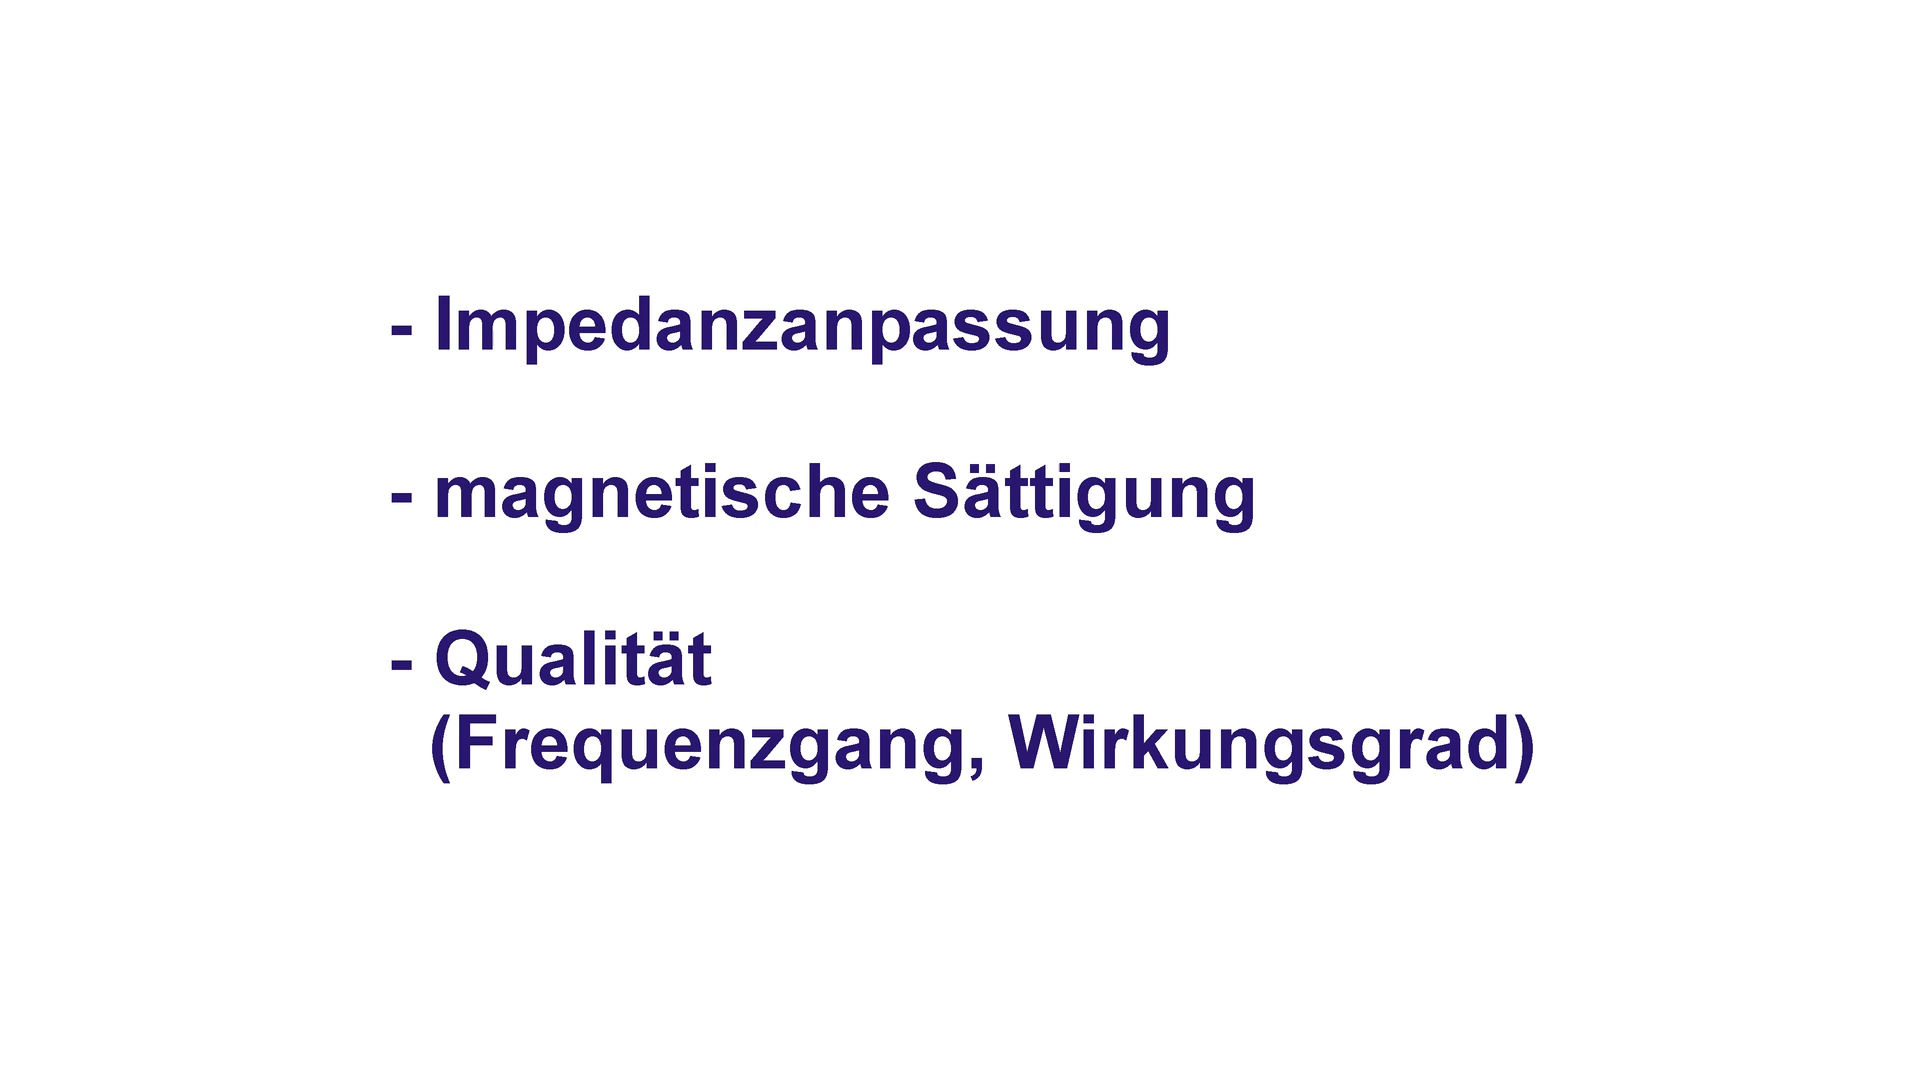 - Impedanzanpassung
- magnetische Sättigung
- Qualität
(Frequenzgang, Wirkungsgrad)